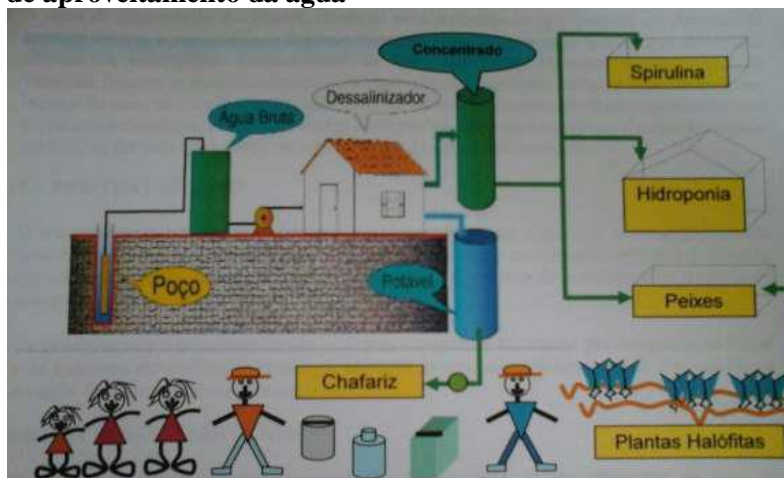 de aproveitamento da água
Concentrado
Spirulina
Dessalinizador
Água Bruta
Hidroponia
Poço
Potável
Peixes
Chafariz
Plantas Halófitas